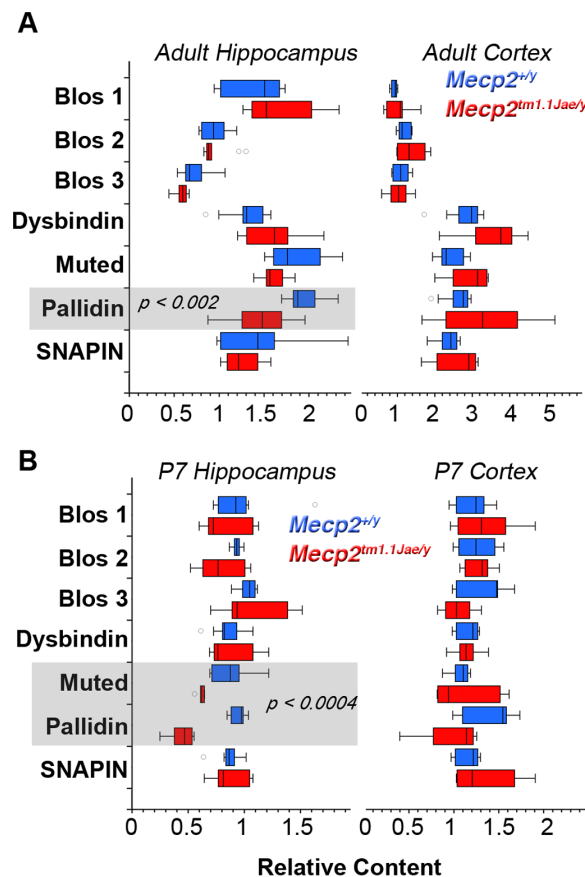 A
Adult Hippocampus
Adult Cortex
Mecp2+/y
Mecp2tm1.1Jae/y
Blos 1
Blos 2
Blos 3
Dysbindin
Muted
Pallidin
p < 0.002
SNAPIN
0 0.5 1 1.5 2
0 1 2 3 4 5
B
P7 Hippocampus
P7 Cortex
Mecp2+/y
Mecp2tm1.1Jae/y
Blos 1
Blos 2
Blos 3
Dysbindin
Muted
Pallidin
p < 0.0004
SNAPIN
0 0.5 1 1.5
0 0.5 1 1.5 2
Relative Content